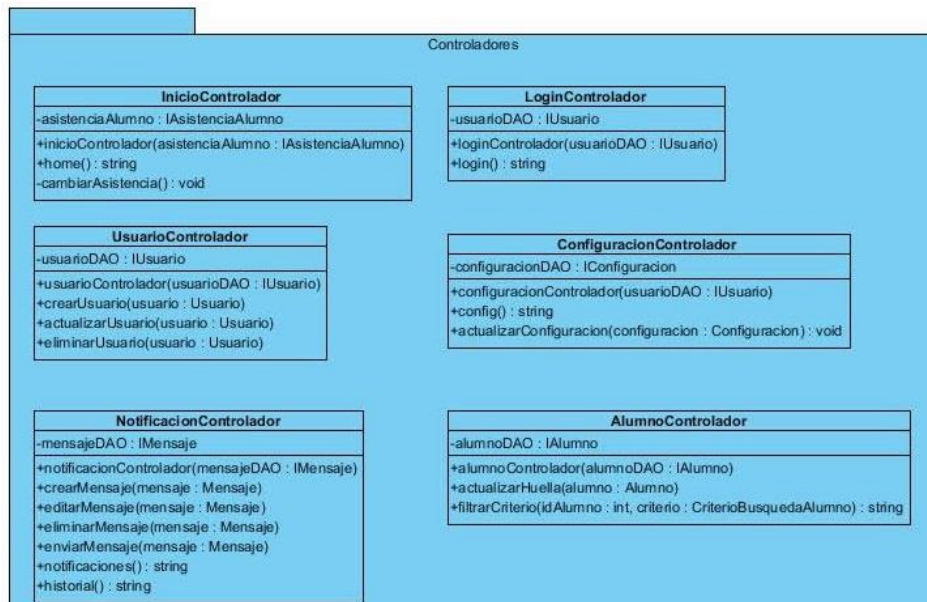 Controladores
InicioControlador
-asistenciaAlumno : IAsistenciaAlumno
+inicioControlador(asistenciaAlumno : IAsistenciaAlumno)
+home() : string
-cambiarAsistencia() : void
LoginControlador
-usuarioDAO : IUsuario
+loginControlador(usuarioDAO : IUsuario)
+login() : string
UsuarioControlador
-usuarioDAO : IUsuario
+usuarioControlador(usuarioDAO : IUsuario)
+crearUsuario(usuario : Usuario)
+actualizarUsuario(usuario : Usuario)
+eliminarUsuario(usuario : Usuario)
ConfiguracionControlador
-configuracionDAO : IConfiguracion
+configuracionControlador(usuarioDAO : IUsuario)
+config() : string
+actualizarConfiguracion(configuracion : Configuracion) : void
NotificacionControlador
-mensajeDAO : IMensaje
+notificacionControlador(mensajeDAO : IMensaje)
+crearMensaje(mensaje : Mensaje)
+editarMensaje(mensaje : Mensaje)
+eliminarMensaje(mensaje : Mensaje)
+enviarMensaje(mensaje : Mensaje)
+notificaciones() : string
+historial() : string
AlumnoControlador
-alumnoDAO : IAlumno
+alumnoControlador(alumnoDAO : IAlumno)
+actualizarHuella(alumno : Alumno)
+filtrarCriterio(idAlumno : int, criterio : CriterioBusquedaAlumno) : string